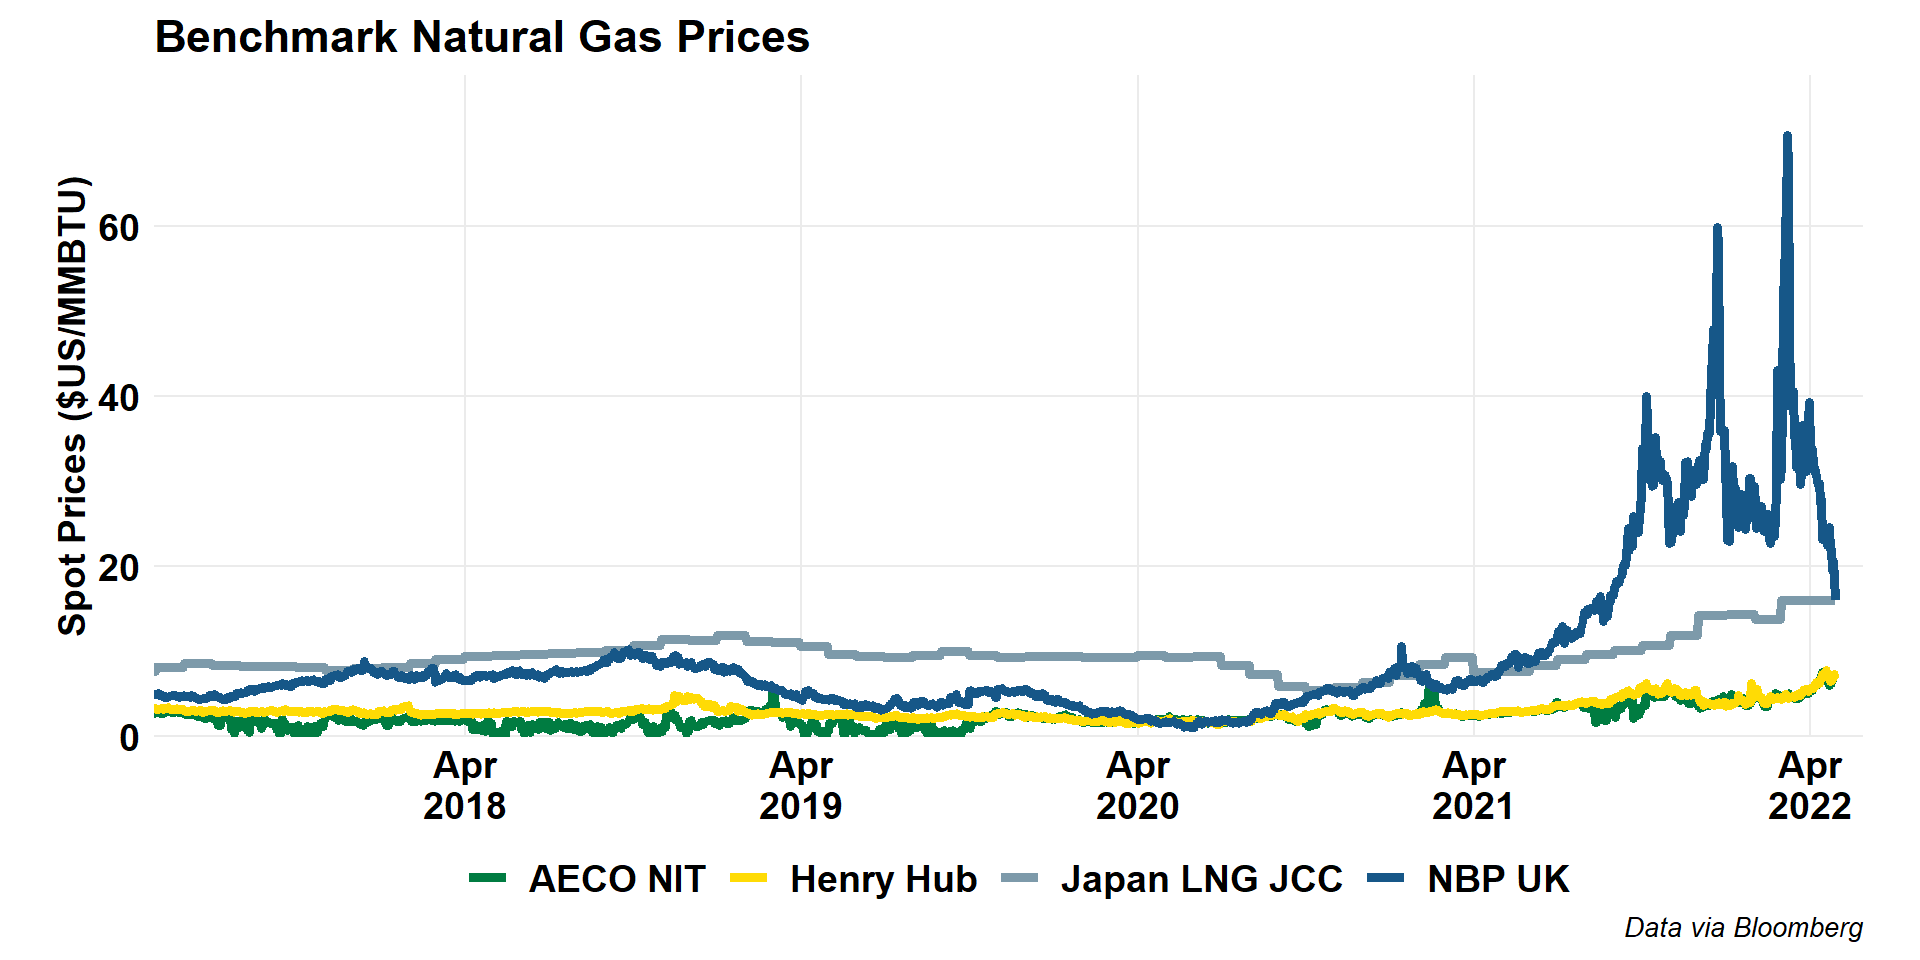 Benchmark Natural Gas Prices
Spot Prices ($US/MMBTU)
60
40
20
0
Apr
2018
Apr
2019
Apr
2020
Apr
2021
Apr
2022
AECO NIT
Henry Hub
Japan LNG JCC
NBP UK
Data via Bloomberg